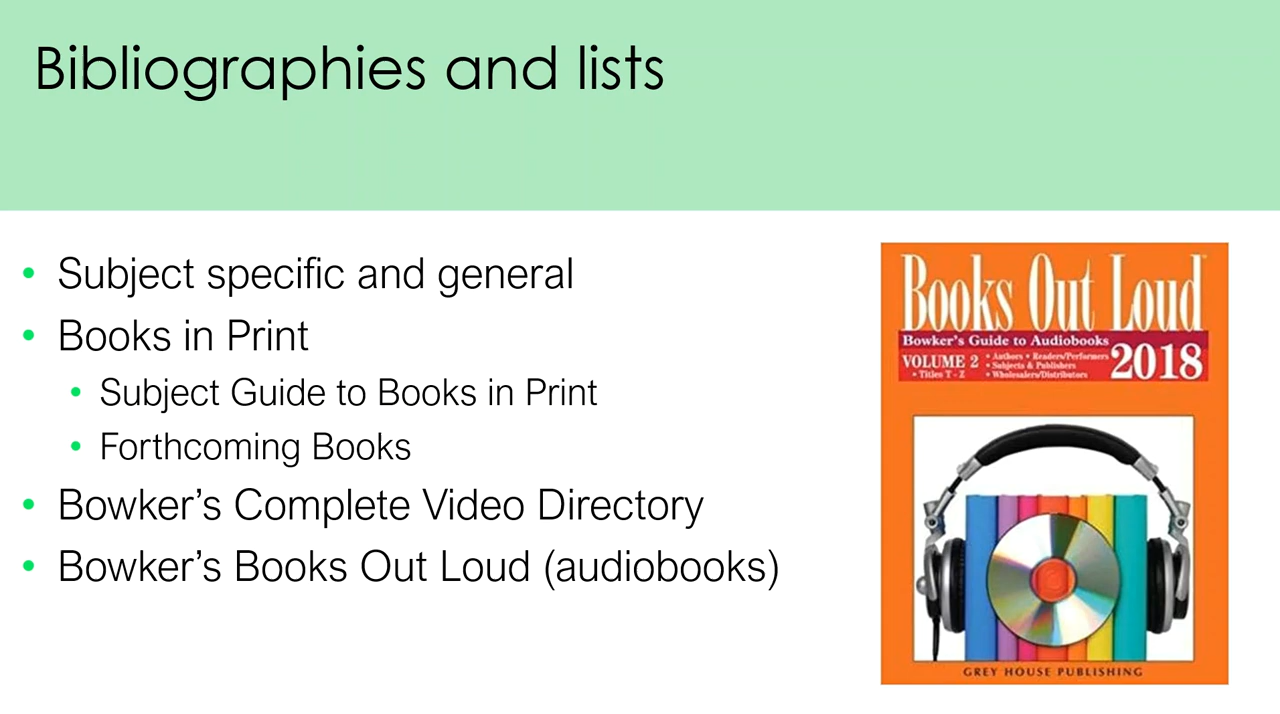 Bibliographies and lists
• Subject specific and general
• Books in Print
• Subject Guide to Books in Print
• Forthcoming Books
• Bowker’s Complete Video Directory
• Bowker’s Books Out Loud (audiobooks)
Books Out Loud
Bowker's Guide to Audiobooks
VOLUME 2
• Titles T - Z
• Authors • Readers/Performers
• Subjects & Publishers
• Wholesalers/Distributors
2018
GREY HOUSE PUBLISHING